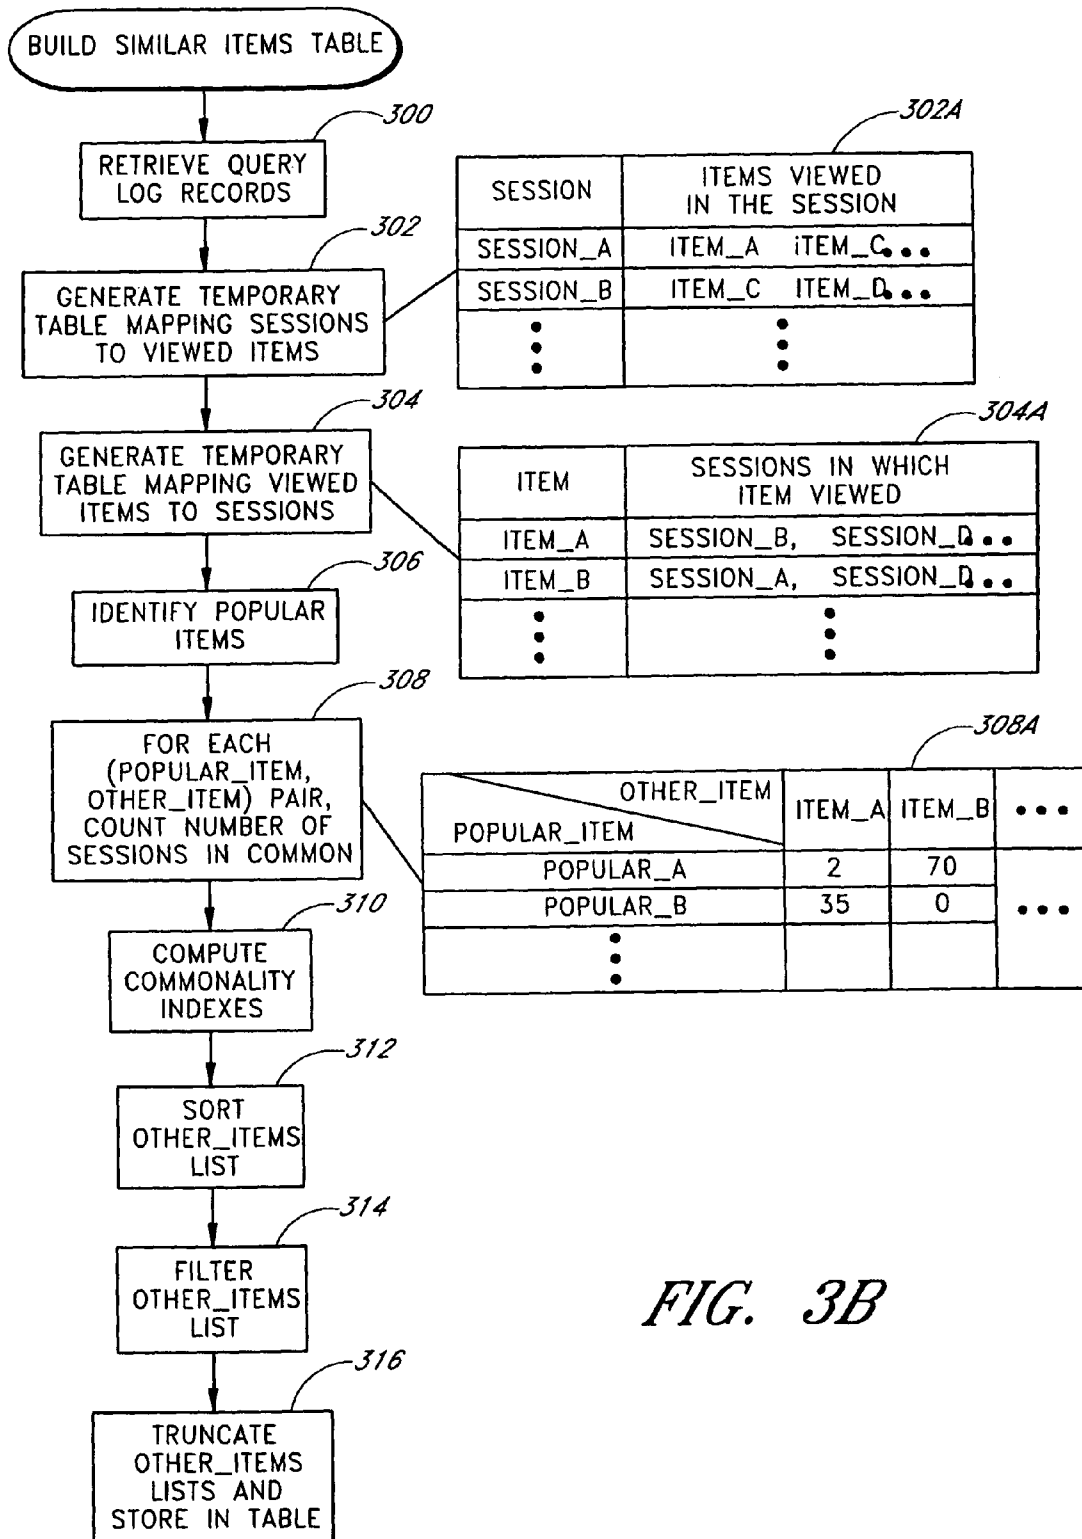 BUILD SIMILAR ITEMS TABLE
300
RETRIEVE QUERY
LOG RECORDS
302
GENERATE TEMPORARY
TABLE MAPPING SESSIONS
TO VIEWED ITEMS
302A
SESSION
ITEMS VIEWED
IN THE SESSION
SESSION_A ITEM_A iTEM_C...
SESSION_B ITEM_C ITEM_D...
304
GENERATE TEMPORARY
TABLE MAPPING VIEWED
ITEMS TO SESSIONS
304A
ITEM
SESSIONS IN WHICH
ITEM VIEWED
ITEM_A SESSION_B, SESSION_D...
ITEM_B SESSION_A, SESSION_D...
306
IDENTIFY POPULAR
ITEMS
308
FOR EACH
(POPULAR_ITEM,
OTHER_ITEM) PAIR,
COUNT NUMBER OF
SESSIONS IN COMMON
308A
OTHER_ITEM
POPULAR_ITEM
ITEM_A ITEM_B ...
POPULAR_A 2 70
POPULAR_B 35 0 ...
310
COMPUTE
COMMONALITY
INDEXES
312
SORT
OTHER_ITEMS
LIST
314
FILTER
OTHER_ITEMS
LIST
316
TRUNCATE
OTHER_ITEMS
LISTS AND
STORE IN TABLE
FIG. 3B